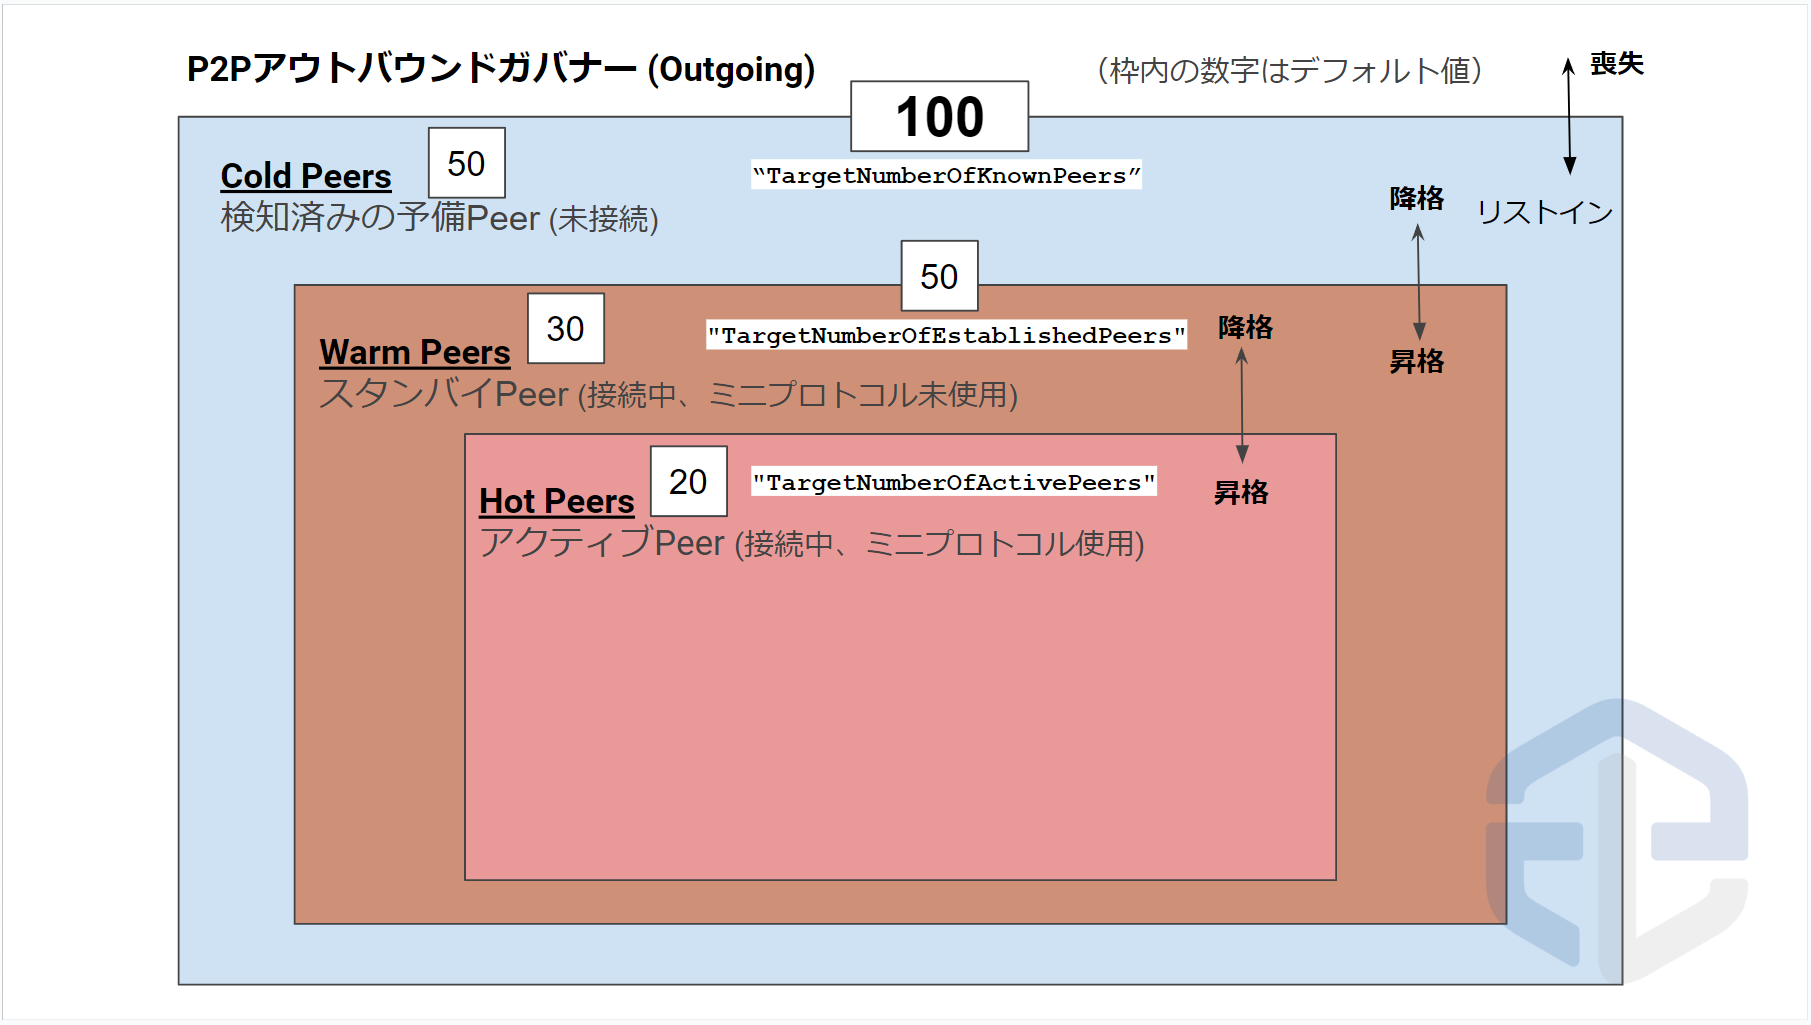 P2Pアウトバウンドガバナー (Outgoing)
（枠内の数字はデフォルト値）
喪失
100
“TargetNumberOfKnownPeers”
Cold Peers
50
検知済みの予備Peer (未接続)
降格
リストイン
50
"TargetNumberOfEstablishedPeers"
Warm Peers
30
スタンバイPeer (接続中、ミニプロトコル未使用)
降格
昇格
Hot Peers
20
"TargetNumberOfActivePeers"
昇格
アクティブPeer (接続中、ミニプロトコル使用)